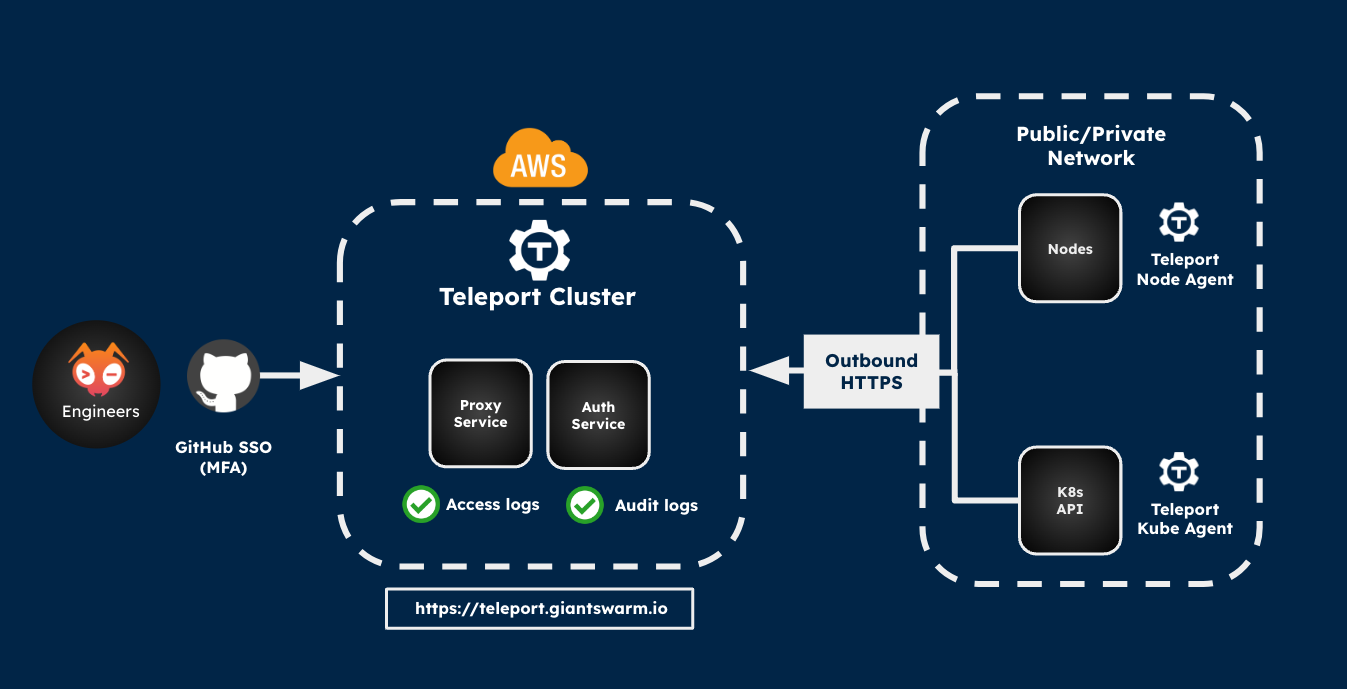 AWS
Teleport Cluster
Engineers
GitHub SSO
(MFA)
Proxy
Service
Auth
Service
Access logs
Audit logs
https://teleport.giantswarm.io
Outbound
HTTPS
Public/Private
Network
Nodes
T
Teleport
Node Agent
K8s
API
T
Teleport
Kube Agent
T